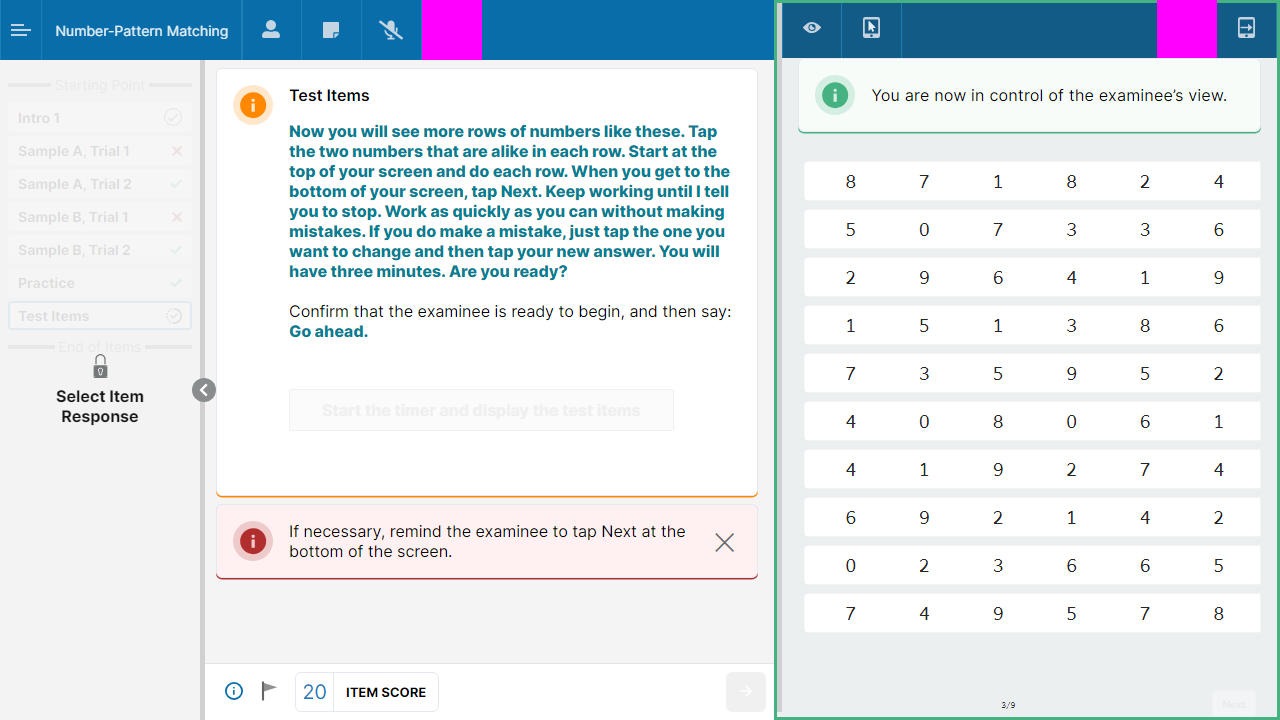 Number-Pattern Matching
Starting Point
Intro 1
Sample A, Trial 1
Sample A, Trial 2
Sample B, Trial 1
Sample B, Trial 2
Practice
Test Items
End of Items
Select Item
Response
Test Items
Now you will see more rows of numbers like these. Tap
the two numbers that are alike in each row. Start at the
top of your screen and do each row. When you get to the
bottom of your screen, tap Next. Keep working until I tell
you to stop. Work as quickly as you can without making
mistakes. If you do make a mistake, just tap the one you
want to change and then tap your new answer. You will
have three minutes. Are you ready?
Confirm that the examinee is ready to begin, and then say:
Go ahead.
Start the timer and display the test items
If necessary, remind the examinee to tap Next at the
bottom of the screen.
20 ITEM SCORE
You are now in control of the examinee’s view.
8 7 1 8 2 4
5 0 7 3 3 6
2 9 6 4 1 9
1 5 1 3 8 6
7 3 5 9 5 2
4 0 8 0 6 1
4 1 9 2 7 4
6 9 2 1 4 2
0 2 3 6 6 5
7 4 9 5 7 8
3/9
Next